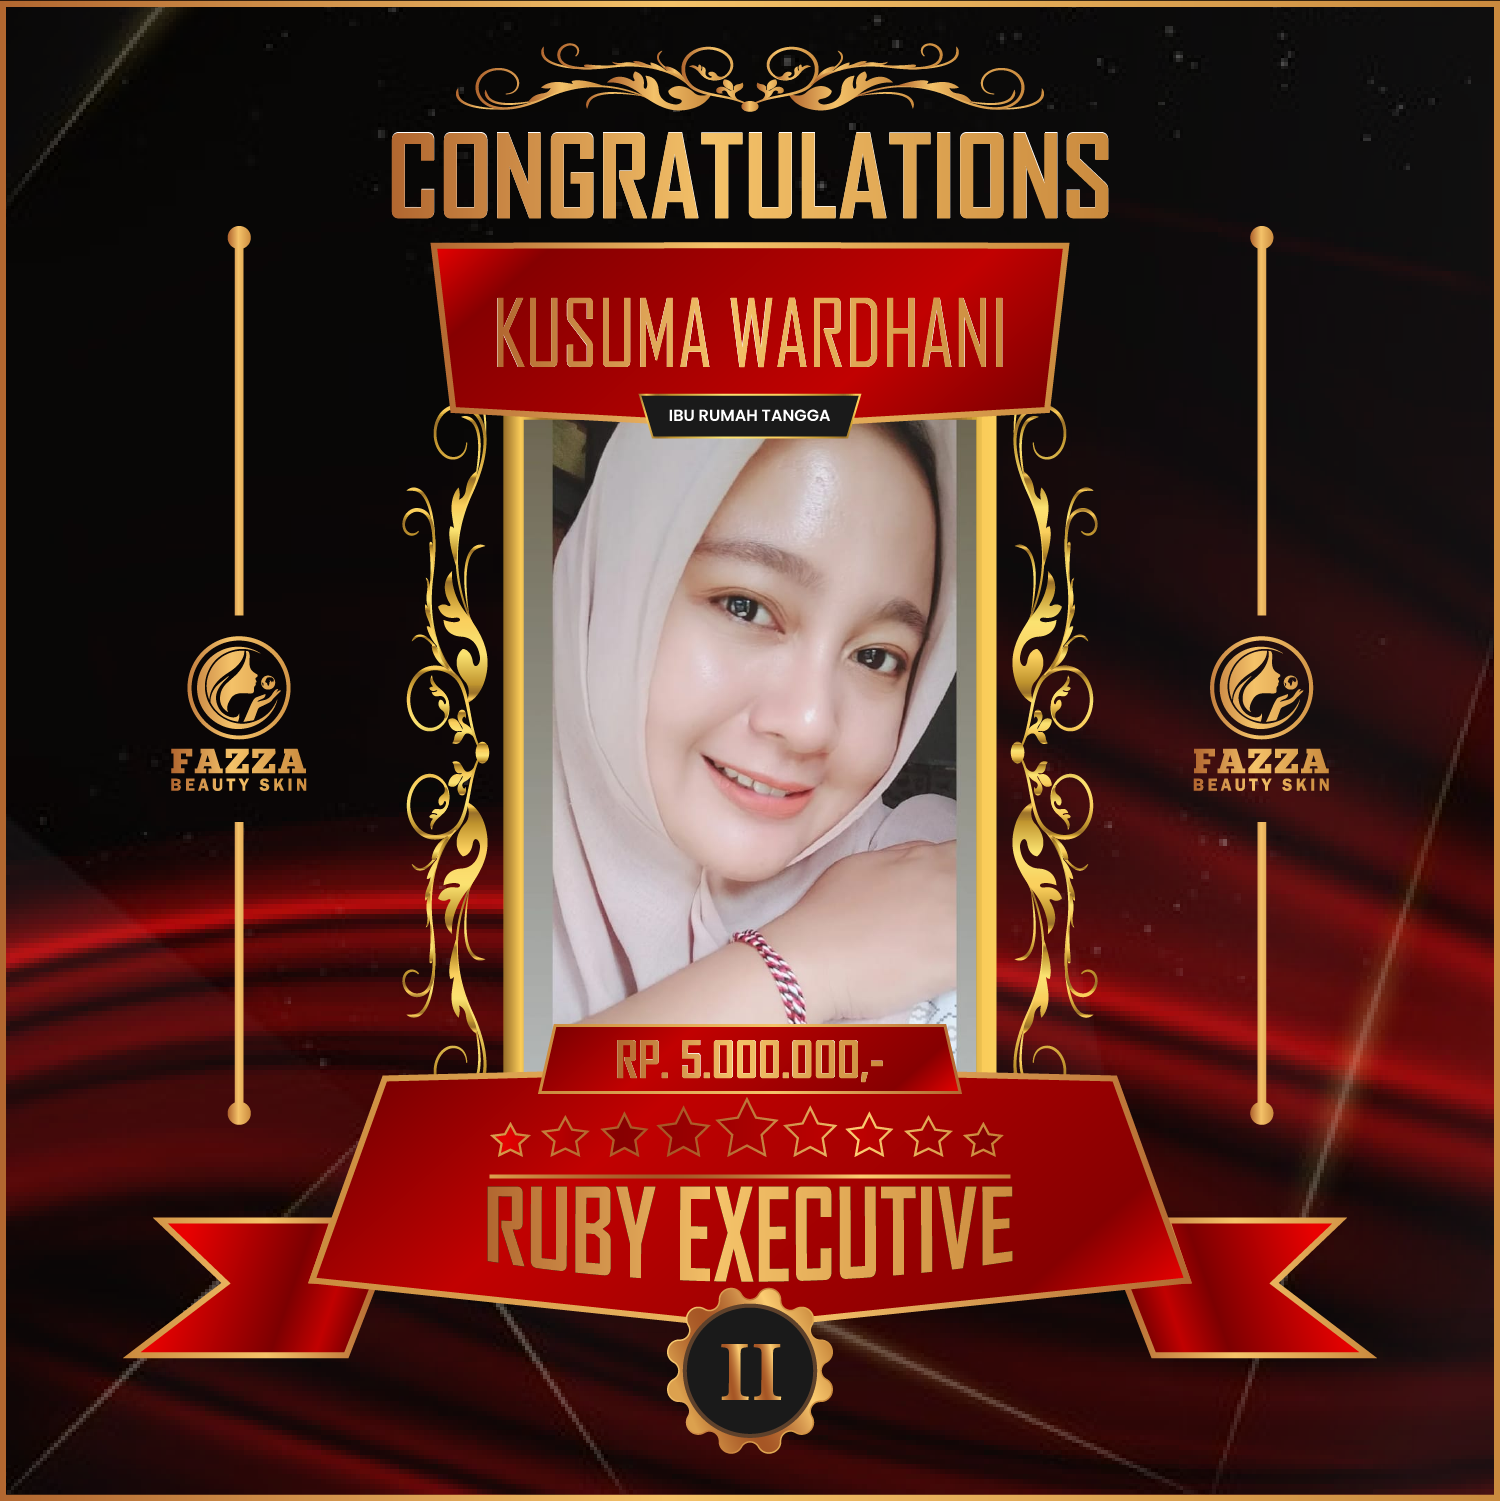 CONGRATULATIONS
KUSUMA WARDHANI
IBU RUMAH TANGGA
FAZZA
BEAUTY SKIN
FAZZA
BEAUTY SKIN
RP. 5.000.000,-
RUBY EXECUTIVE
II